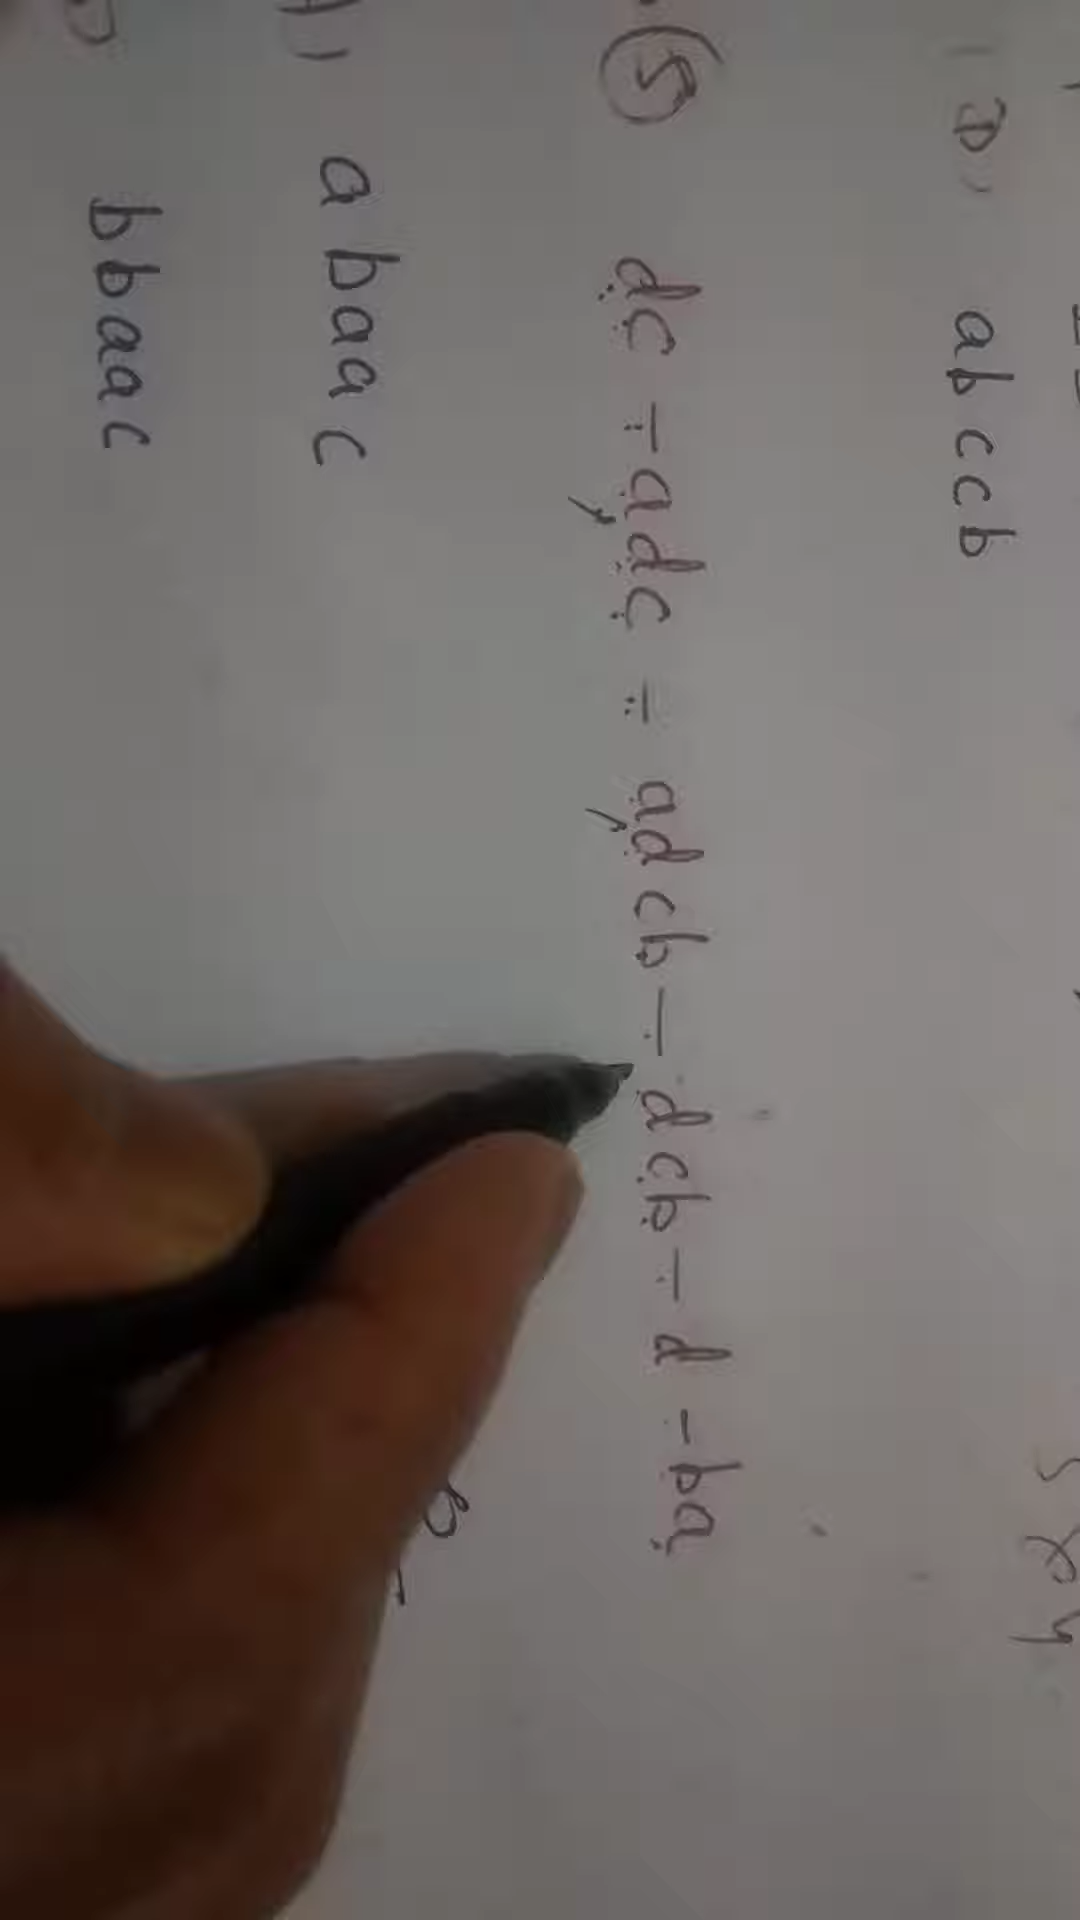 D) abccb
⑤ dc - adc - adcb - dcb - d - ba
A) abaac
bbaac